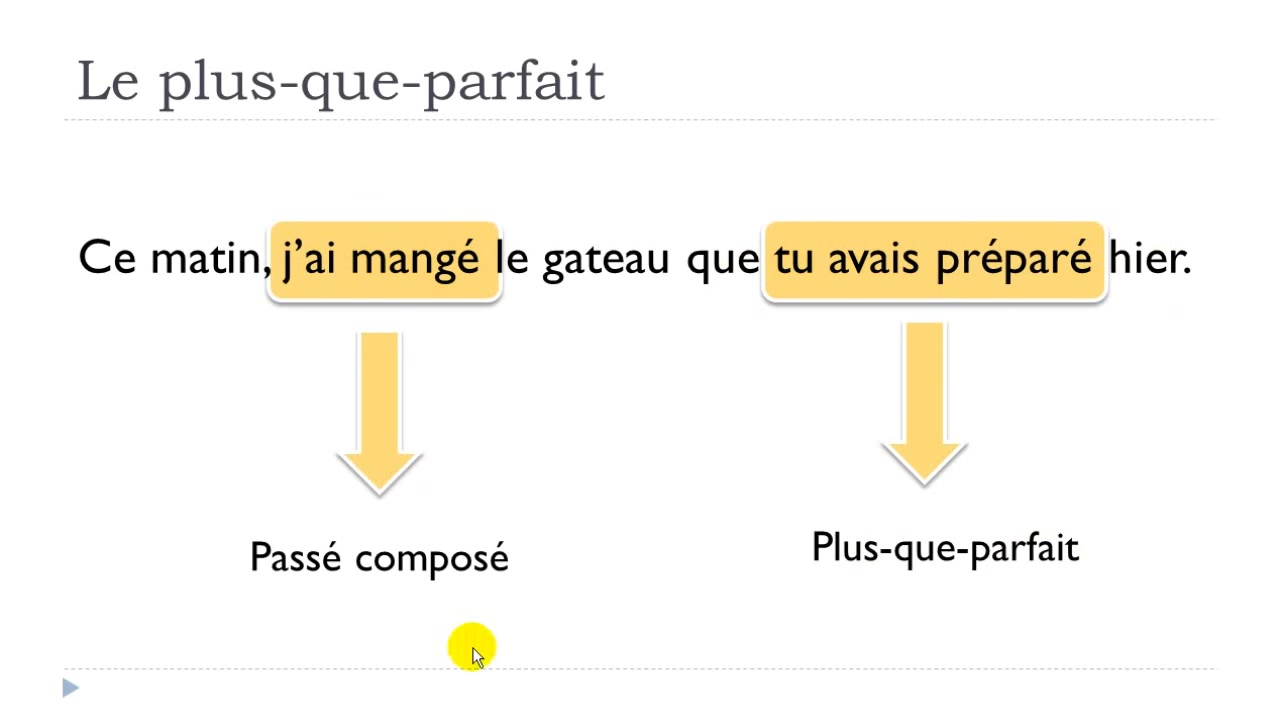 Le plus-que-parfait
Ce matin, j’ai mangé le gateau que tu avais préparé hier.
Passé composé
Plus-que-parfait